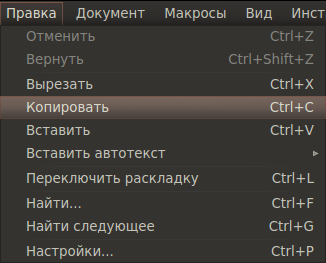 Правка Документ Макросы Вид Инст
Отменить Ctrl+Z
Вернуть Ctrl+Shift+Z
Вырезать Ctrl+X
Копировать Ctrl+C
Вставить Ctrl+V
Вставить автотекст
Переключить раскладку Ctrl+L
Найти... Ctrl+F
Найти следующее Ctrl+G
Настройки... Ctrl+P